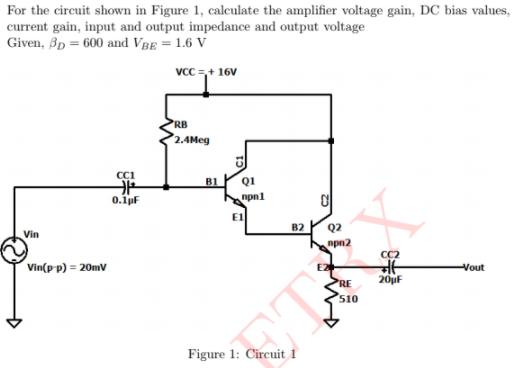 For the circuit shown in Figure 1, calculate the amplifier voltage gain, DC bias values,
current gain, input and output impedance and output voltage
Given, βD = 600 and VBE = 1.6 V
VCC = + 16V
RB
2.4Meg
C1
CC1
B1
Q1
0.1µF
npn1
E1
C2
B2
Q2
Vin
npn2
CC2
E2
Vin(p-p) = 20mV
Vout
RE
20µF
510
ETRX
Figure 1: Circuit 1